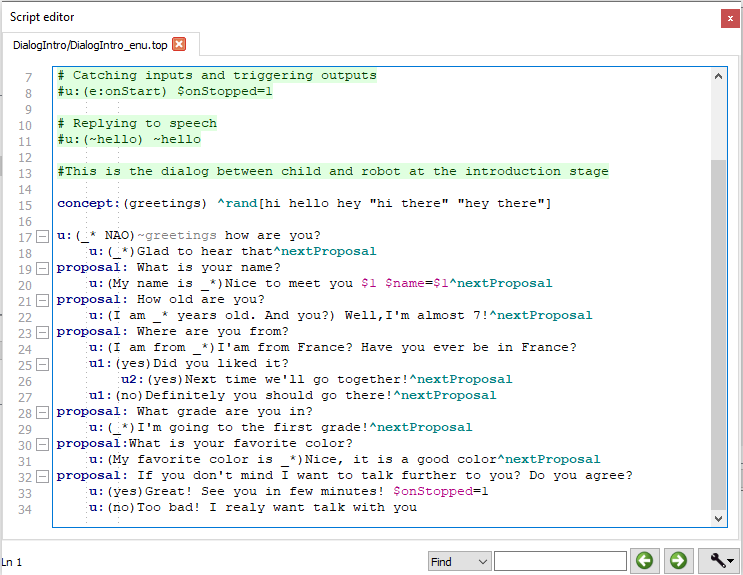 Script editor
x
DialogIntro/DialogIntro_enu.top
7 # Catching inputs and triggering outputs
8 #u:(e:onStart) $onStopped=1
9
10 # Replying to speech
11 #u:(~hello) ~hello
12
13 #This is the dialog between child and robot at the introduction stage
14
15 concept:(greetings) ^rand[hi hello hey "hi there" "hey there"]
16
17 u:(_* NAO)~greetings how are you?
18 u:(_*)Glad to hear that^nextProposal
19 proposal: What is your name?
20 u:(My name is _*)Nice to meet you $1 $name=$1^nextProposal
21 proposal: How old are you?
22 u:(I am _* years old. And you?) Well,I'm almost 7!^nextProposal
23 proposal: Where are you from?
24 u:(I am from _*)I'am from France? Have you ever be in France?
25 u1:(yes)Did you liked it?
26 u2:(yes)Next time we'll go together!^nextProposal
27 u1:(no)Definitely you should go there!^nextProposal
28 proposal: What grade are you in?
29 u:(_*)I'm going to the first grade!^nextProposal
30 proposal:What is your favorite color?
31 u:(My favorite color is _*)Nice, it is a good color^nextProposal
32 proposal: If you don't mind I want to talk further to you? Do you agree?
33 u:(yes)Great! See you in few minutes! $onStopped=1
34 u:(no)Too bad! I realy want talk with you
Ln 1
Find